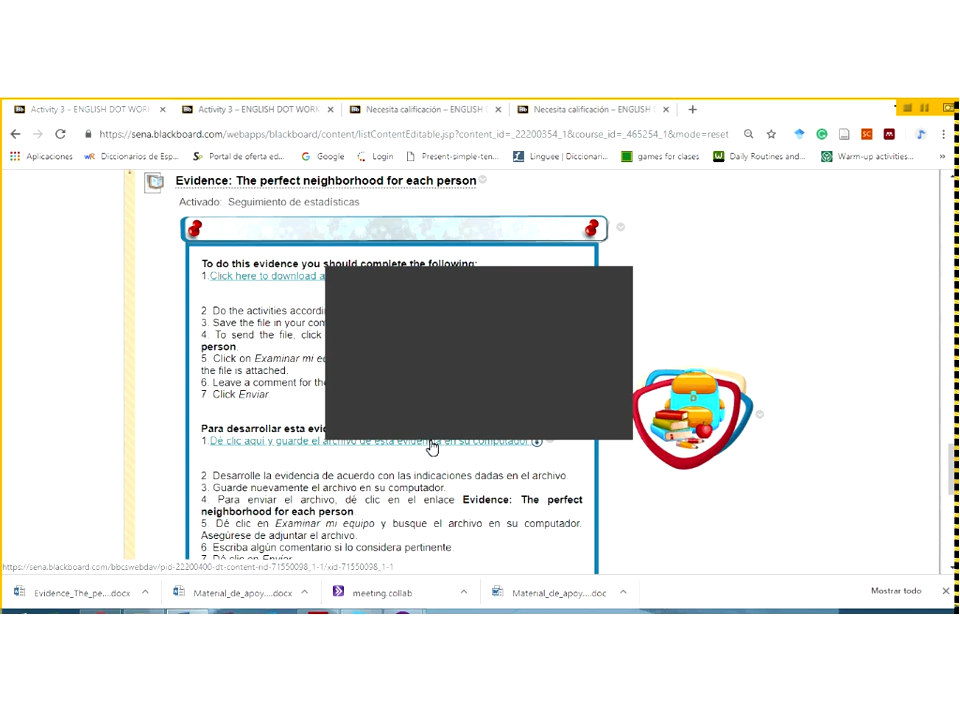 Activity 3 – ENGLISH DOT WOR
Activity 3 – ENGLISH DOT WORK
Necesita calificación – ENGLISH
Necesita calificación – ENGLISH
https://sena.blackboard.com/webapps/blackboard/content/listContentEditable.jsp?content_id=_22200354_1&course_id=_465254_1&mode=reset
Aplicaciones
Diccionarios de Esp...
Portal de oferta ed...
Google
Login
Present-simple-ten...
Linguee | Diccionari...
games for clases
Daily Routines and...
Warm-up activities...
Evidence: The perfect neighborhood for each person
Activado: Seguimiento de estadísticas
To do this evidence you should complete the following:
1.Click here to download
2 Do the activities
3. Save the file in your
4. To send the file, click
person
5. Click on Examinar mi
the file is attached.
6. Leave a comment for
7 Click Enviar
Para desarrollar esta
1.Dé clic aquí y guarde el archivo de esta evidencia en su computador
2. Desarrolle la evidencia de acuerdo con las indicaciones dadas en el archivo.
3. Guarde nuevamente el archivo en su computador.
4 Para enviar el archivo, dé clic en el enlace Evidence: The perfect
neighborhood for each person
5 Dé clic en Examinar mi equipo y busque el archivo en su computador.
Asegúrese de adjuntar el archivo.
6. Escriba algún comentario si lo considera pertinente
7. Dé clic en Enviar
https://sena.blackboard.com/bbcswebdav/pid-22200400-dt-content-rid-71550098_1-1/xid-71550098_1-1
Evidence_The_pe....docx
Material_de_apoy....docx
meeting.collab
Material_de_apoy....doc
Mostrar todo